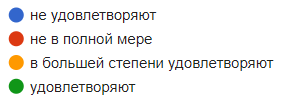 не удовлетворяют
не в полной мере
в большей степени удовлетворяют
удовлетворяют